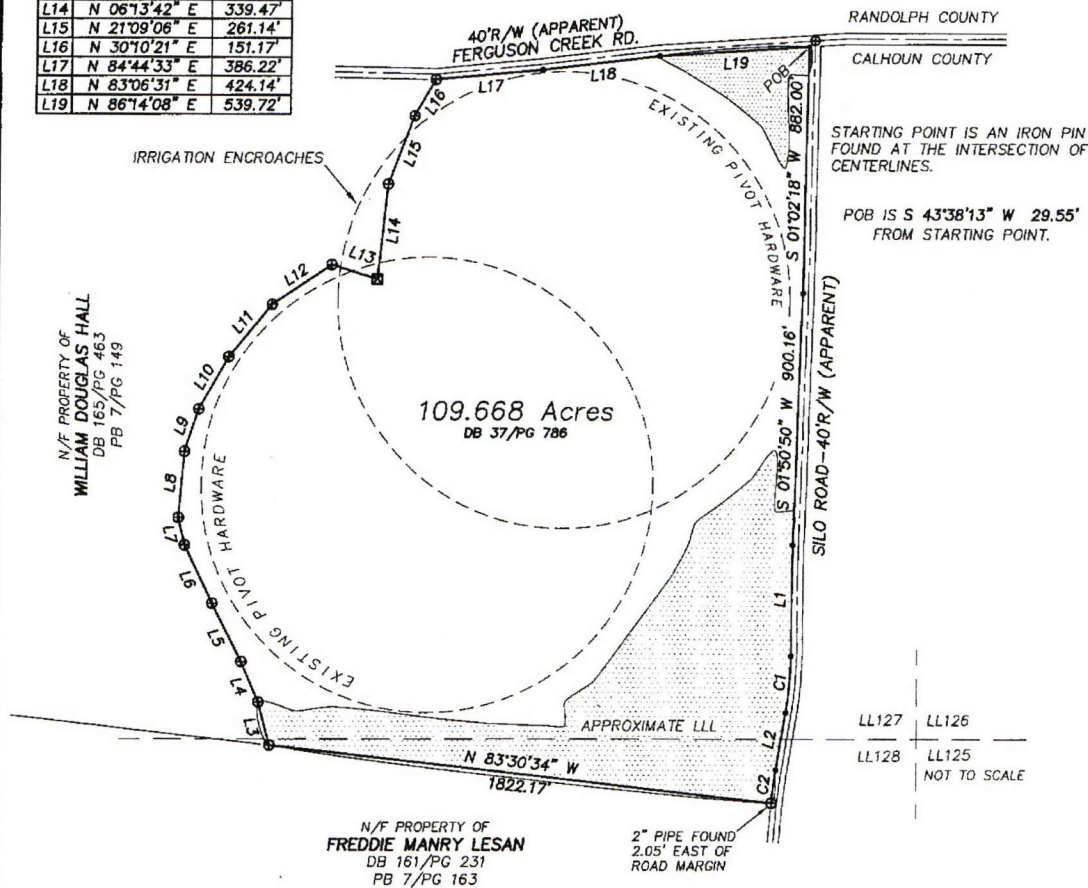 L14 N 06°13'42" E 339.47'
L15 N 21°09'06" E 261.14'
L16 N 30°10'21" E 151.17'
L17 N 84°44'33" E 386.22'
L18 N 83°06'31" E 424.14'
L19 N 86°14'08" E 539.72'
40'R/W (APPARENT)
FERGUSON CREEK RD.
RANDOLPH COUNTY
CALHOUN COUNTY
L16
L17
L18
L19
POB
STARTING POINT IS AN IRON PIN
FOUND AT THE INTERSECTION OF
CENTERLINES.
POB IS S 43°38'13" W 29.55'
FROM STARTING POINT.
IRRIGATION ENCROACHES
EXISTING PIVOT HARDWARE
S 01°02'18" W 882.00'
L15
L14
L13
L12
L11
L10
L9
L8
L7
L6
L5
L4
L3
N/F PROPERTY OF
WILLIAM DOUGLAS HALL
DB 165/PG 463
PB 7/PG 149
109.668 Acres
DB 37/PG 786
S 01°50'50" W 900.16'
SILO ROAD-40'R/W (APPARENT)
EXISTING PIVOT HARDWARE
L1
C1
L2
C2
APPROXIMATE LLL
LL127 LL126
LL128 LL125
NOT TO SCALE
N 83°30'34" W
1822.17'
N/F PROPERTY OF
FREDDIE MANRY LESAN
DB 161/PG 231
PB 7/PG 163
2" PIPE FOUND
2.05' EAST OF
ROAD MARGIN